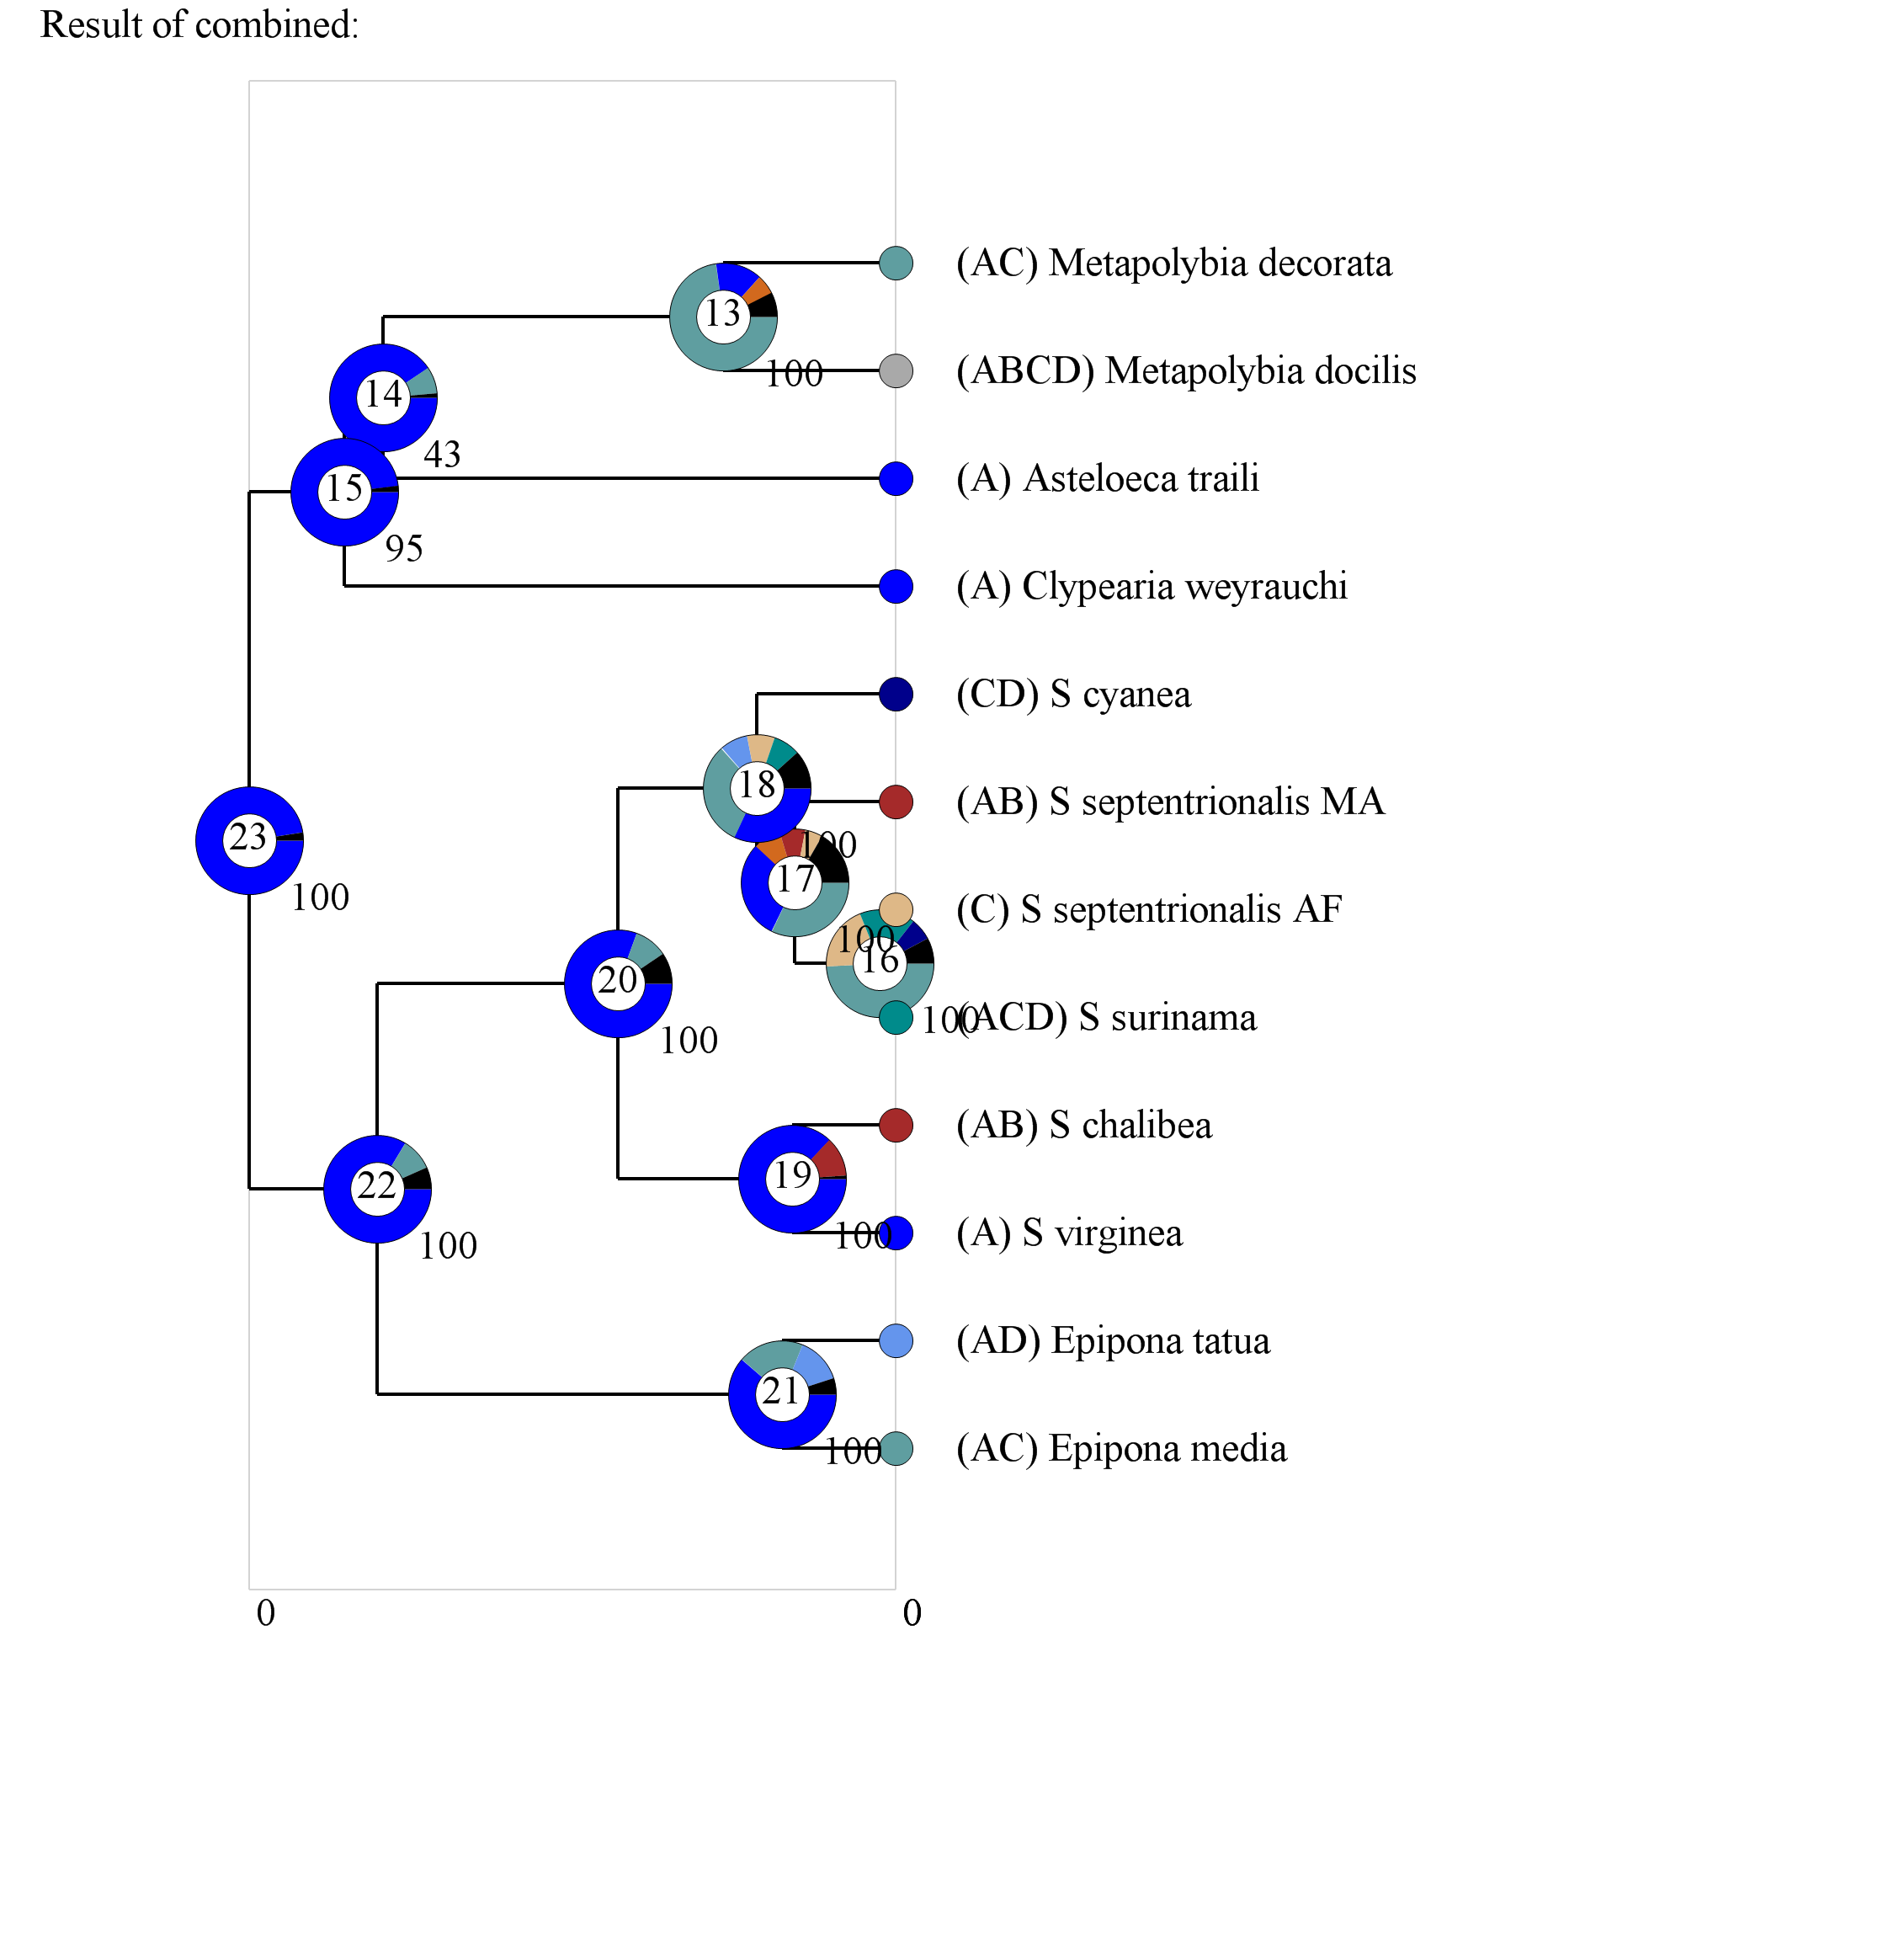 Result of combined:
(AC) Metapolybia decorata
13
100
(ABCD) Metapolybia docilis
14
43
(A) Asteloeca traili
15
95
(A) Clypearia weyrauchi
(CD) S cyanea
18
100
(AB) S septentrionalis MA
23
100
17
100
(C) S septentrionalis AF
16
100
(ACD) S surinama
20
100
(AB) S chalibea
19
100
(A) S virginea
22
100
(AD) Epipona tatua
21
100
(AC) Epipona media
0
0